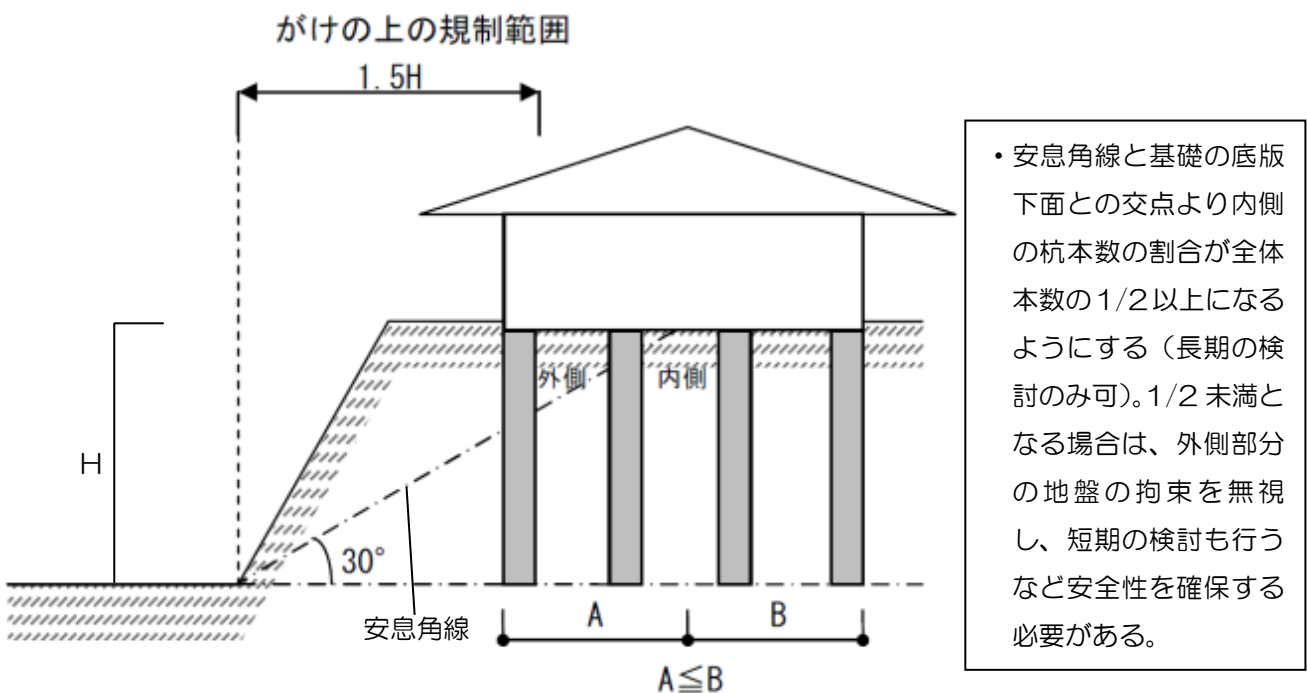 がけの上の規制範囲
1.5H
外側
内側
H
30°
安息角線
A
B
A≦B
・安息角線と基礎の底版
下面との交点より内側
の杭本数の割合が全体
本数の1/2以上になる
ようにする（長期の検
討のみ可）。1/2 未満と
なる場合は、外側部分
の地盤の拘束を無視
し、短期の検討も行う
など安全性を確保する
必要がある。